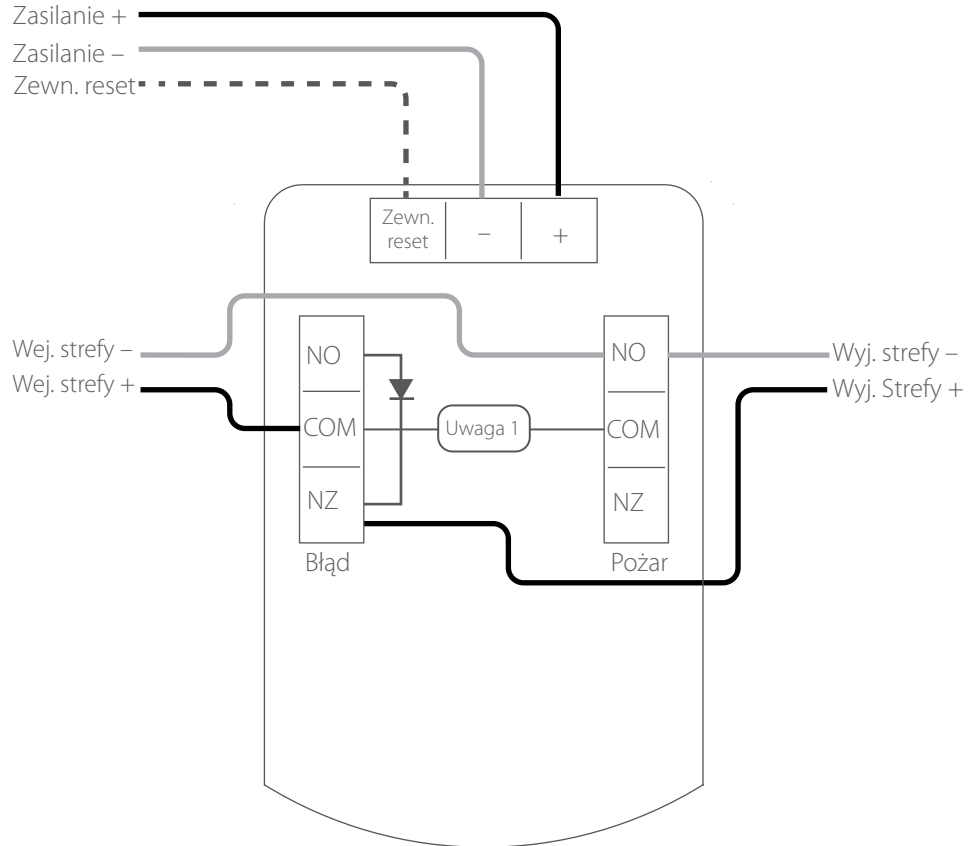 Zasilanie +
Zasilanie –
Zewn. reset
Zewn.
reset
–
+
Wej. strefy –
Wej. strefy +
NO
COM
NZ
Błąd
Uwaga 1
NO
COM
NZ
Pożar
Wyj. strefy –
Wyj. Strefy +